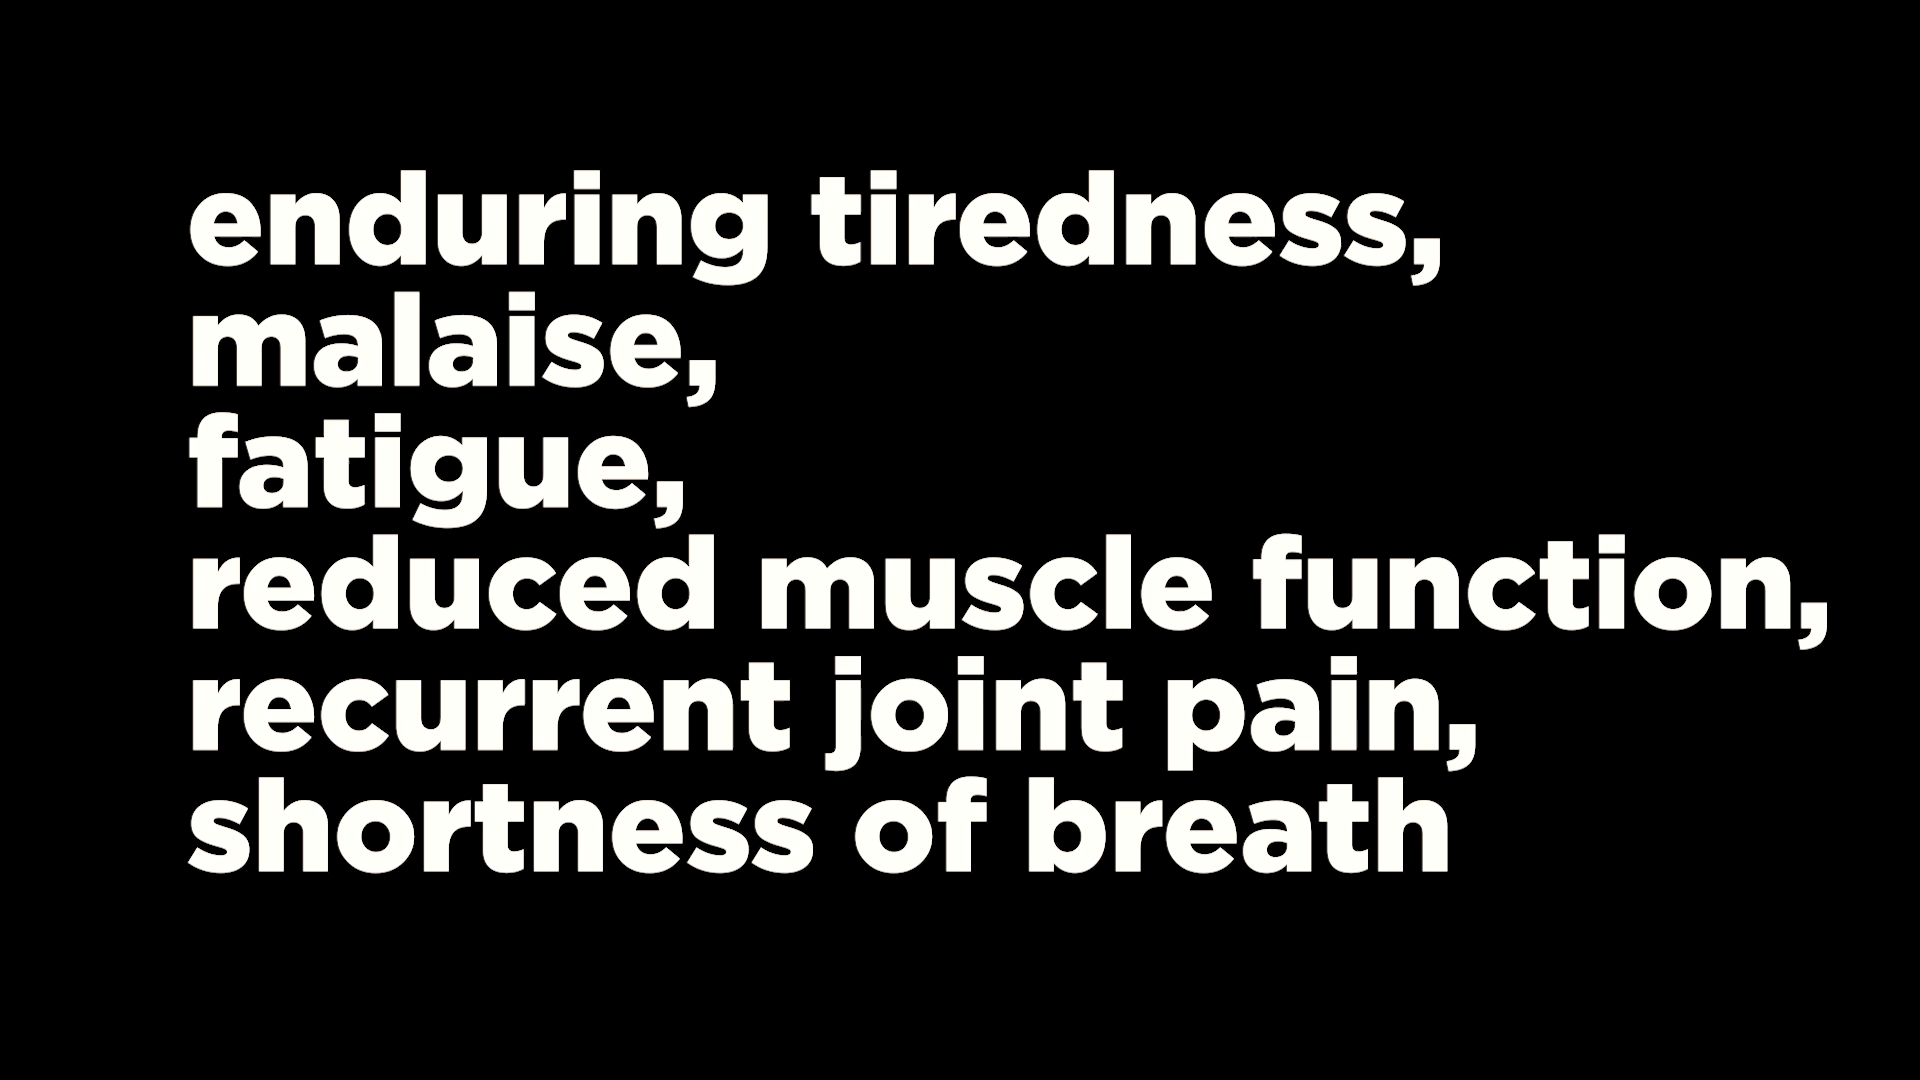 enduring tiredness,
malaise,
fatigue,
reduced muscle function,
recurrent joint pain,
shortness of breath